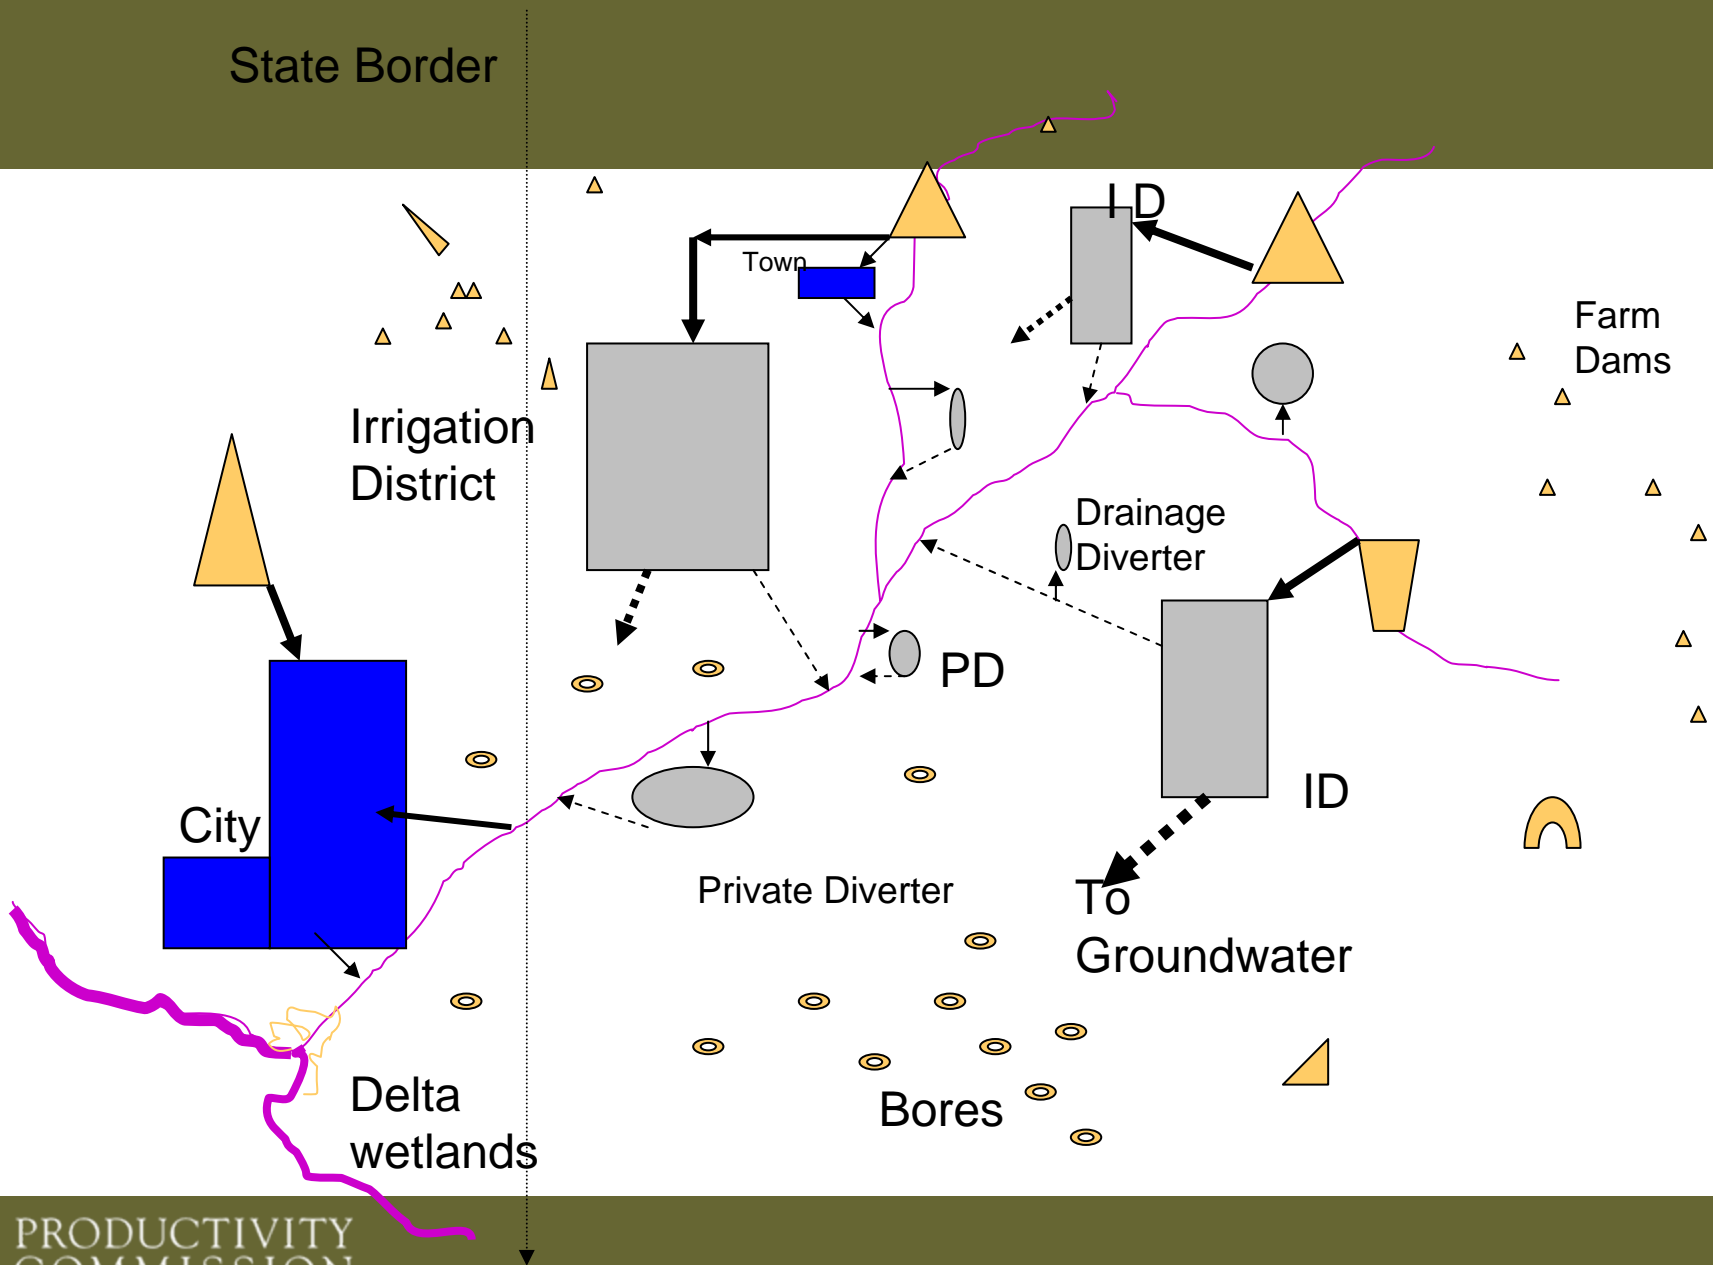 State Border
I D
Town
Farm
Dams
Irrigation
District
Drainage
Diverter
PD
ID
City
Private Diverter
To
Groundwater
Delta
wetlands
Bores
PRODUCTIVITY
COMMISSION